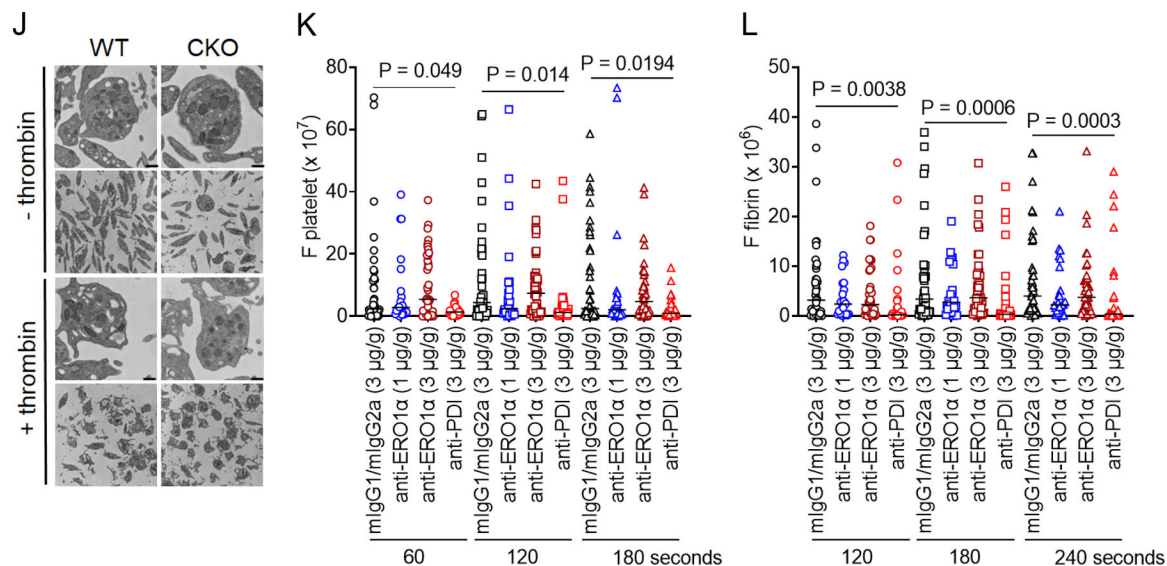 J
WT CKO
- thrombin
+ thrombin
K
F platelet (x 10⁷)
80
60
40
20
0
P = 0.049
P = 0.014
P = 0.0194
mIgG1/mIgG2a (3 µg/g)
anti-ERO1α (1 µg/g)
anti-ERO1α (3 µg/g)
anti-PDI (3 µg/g)
mIgG1/mIgG2a (3 µg/g)
anti-ERO1α (1 µg/g)
anti-ERO1α (3 µg/g)
anti-PDI (3 µg/g)
mIgG1/mIgG2a (3 µg/g)
anti-ERO1α (1 µg/g)
anti-ERO1α (3 µg/g)
anti-PDI (3 µg/g)
60 120 180 seconds
L
F fibrin (x 10⁶)
50
40
30
20
10
0
P = 0.0038
P = 0.0006
P = 0.0003
mIgG1/mIgG2a (3 µg/g)
anti-ERO1α (1 µg/g)
anti-ERO1α (3 µg/g)
anti-PDI (3 µg/g)
mIgG1/mIgG2a (3 µg/g)
anti-ERO1α (1 µg/g)
anti-ERO1α (3 µg/g)
anti-PDI (3 µg/g)
mIgG1/mIgG2a (3 µg/g)
anti-ERO1α (1 µg/g)
anti-ERO1α (3 µg/g)
anti-PDI (3 µg/g)
120 180 240 seconds